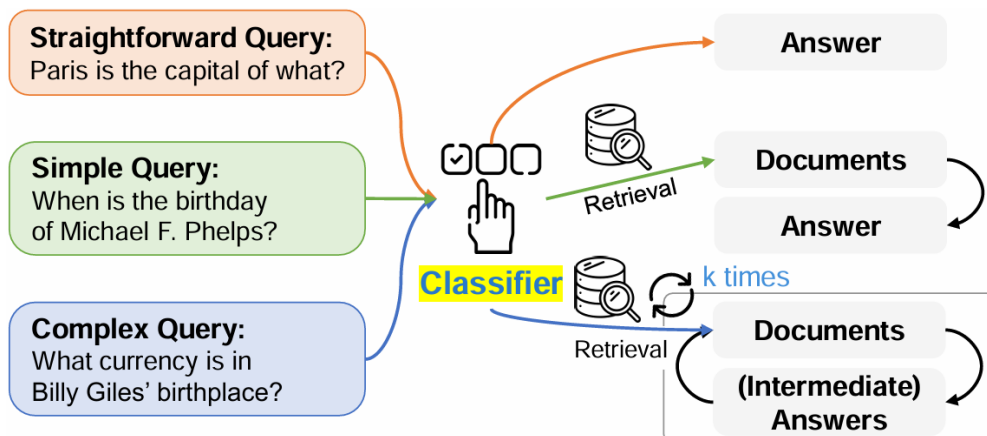 Straightforward Query:
Paris is the capital of what?
Simple Query:
When is the birthday
of Michael F. Phelps?
Complex Query:
What currency is in
Billy Giles’ birthplace?
Classifier
Answer
Retrieval
Documents
Answer
k times
Retrieval
Documents
(Intermediate)
Answers